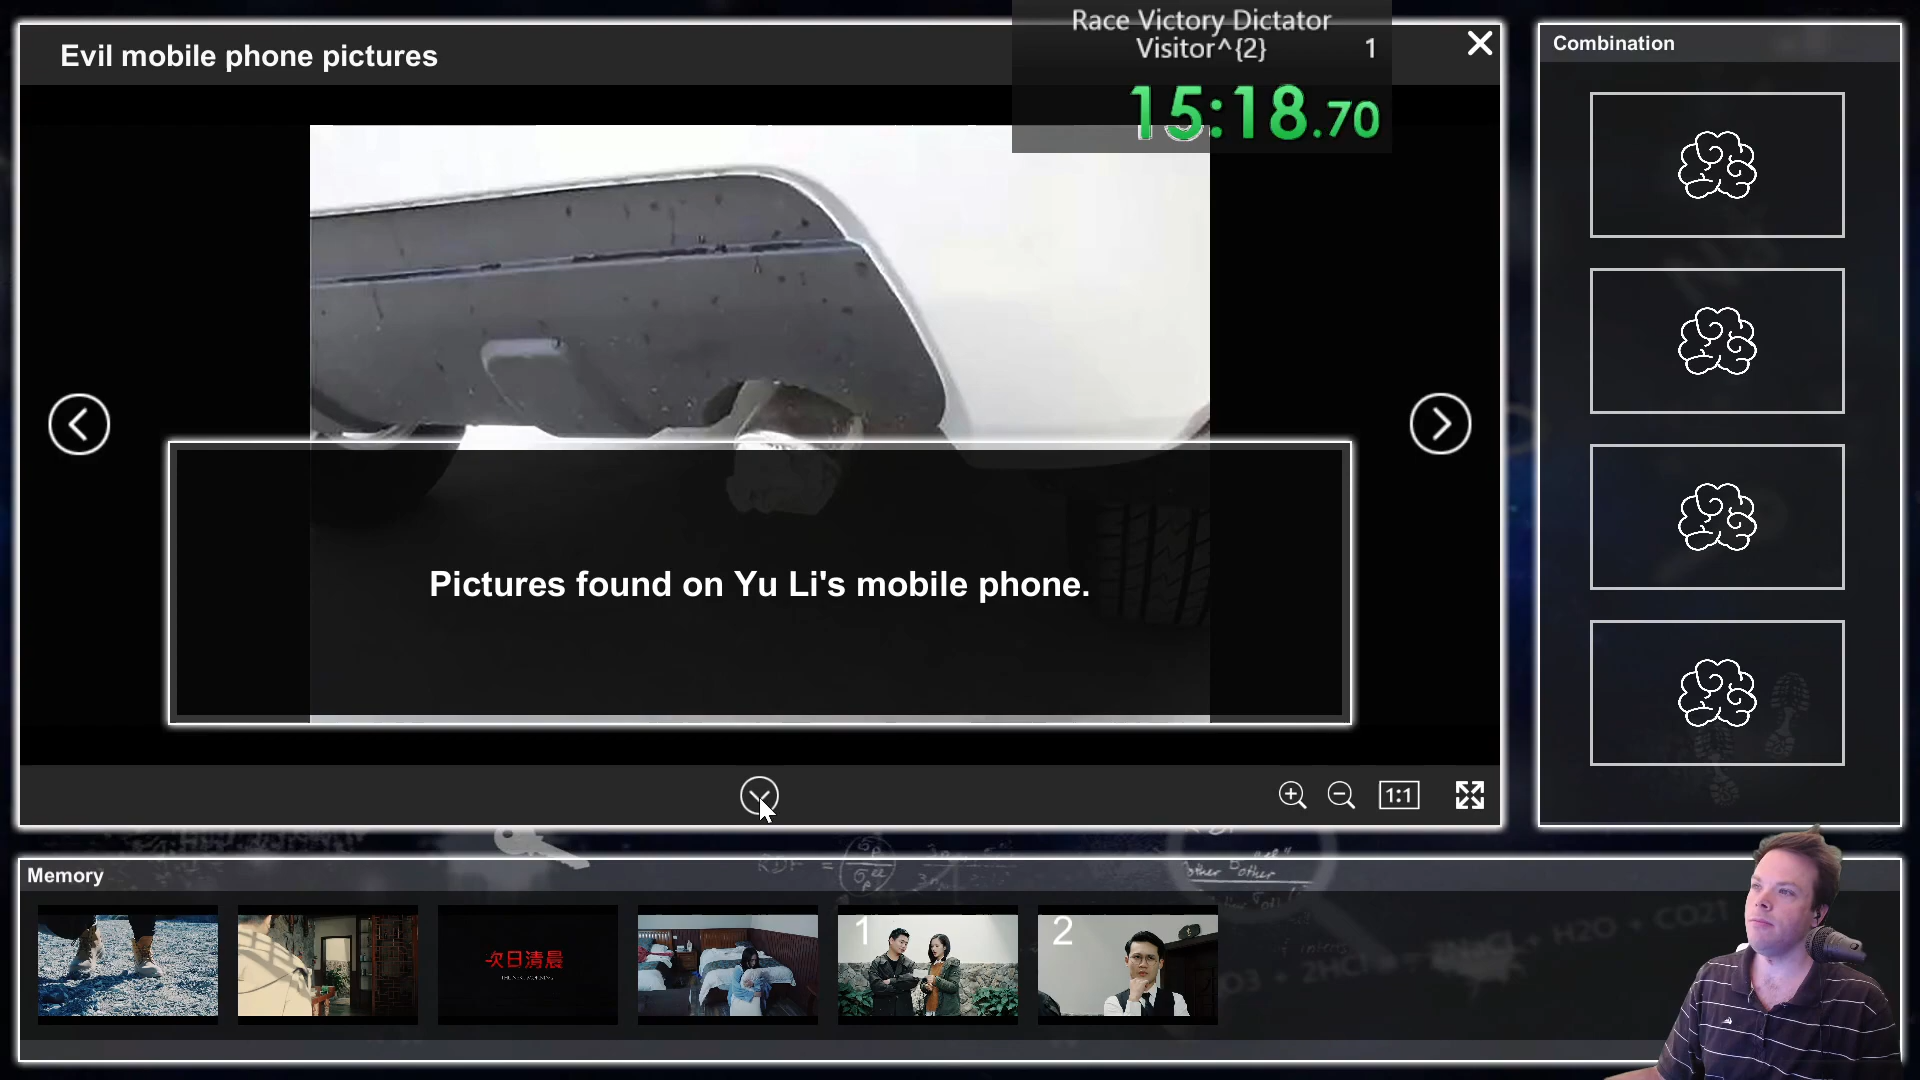 Race Victory Dictator
Visitor^{2} 1
15:18.70
Evil mobile phone pictures
Combination
Pictures found on Yu Li's mobile phone.
1:1
Memory
次日清晨
1
2